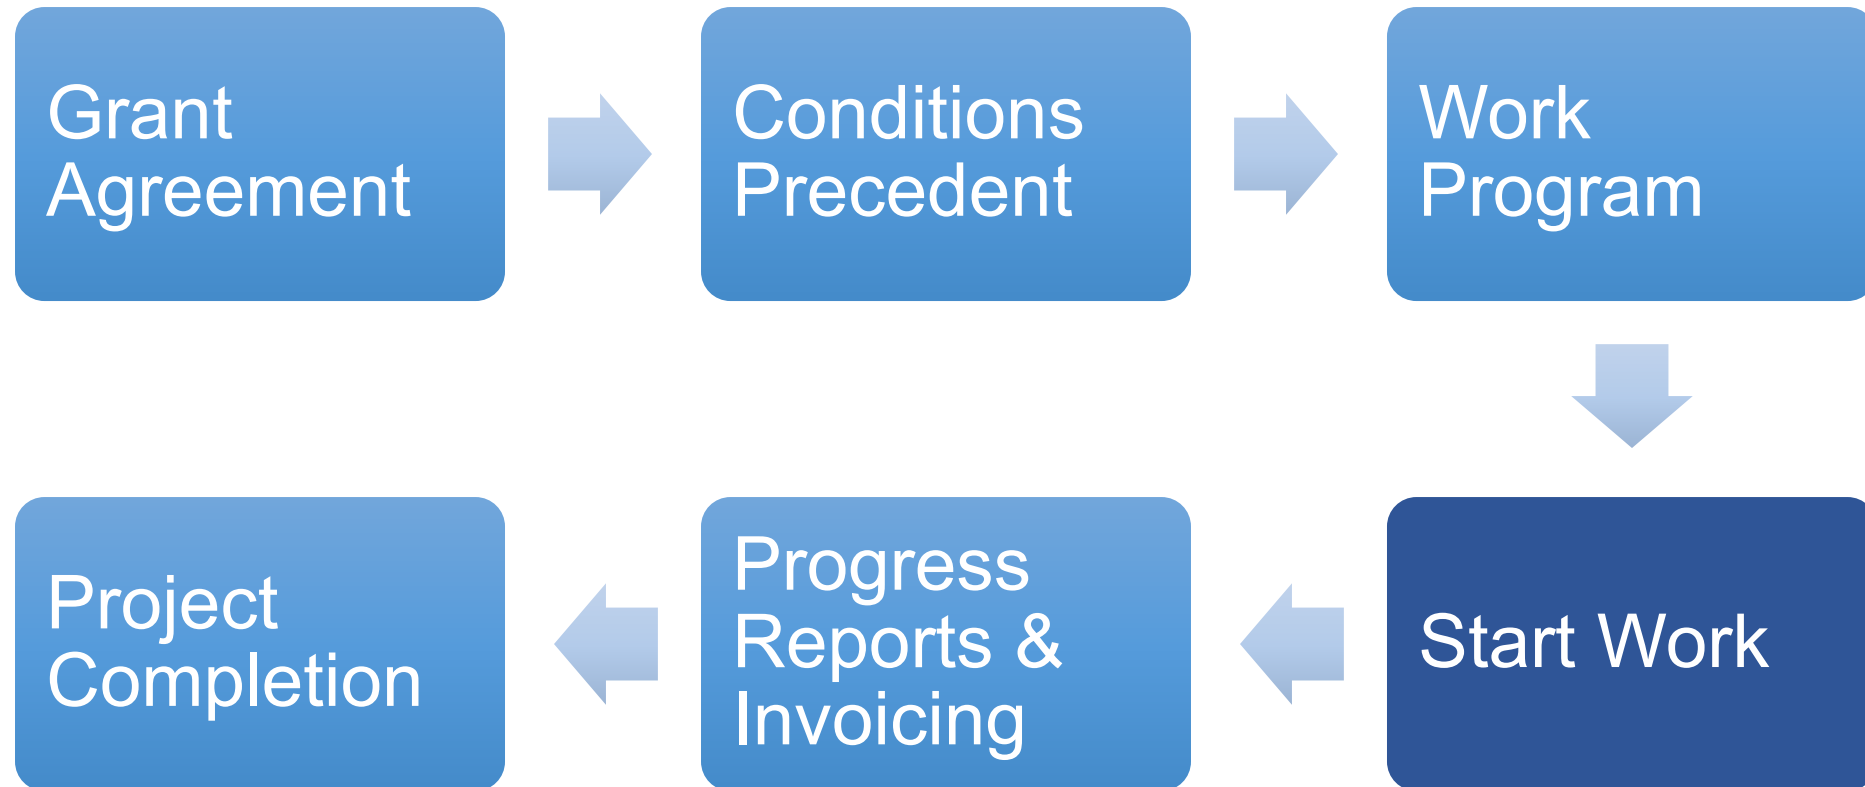 Grant
Agreement
Conditions
Precedent
Work
Program
Start Work
Progress
Reports &
Invoicing
Project
Completion